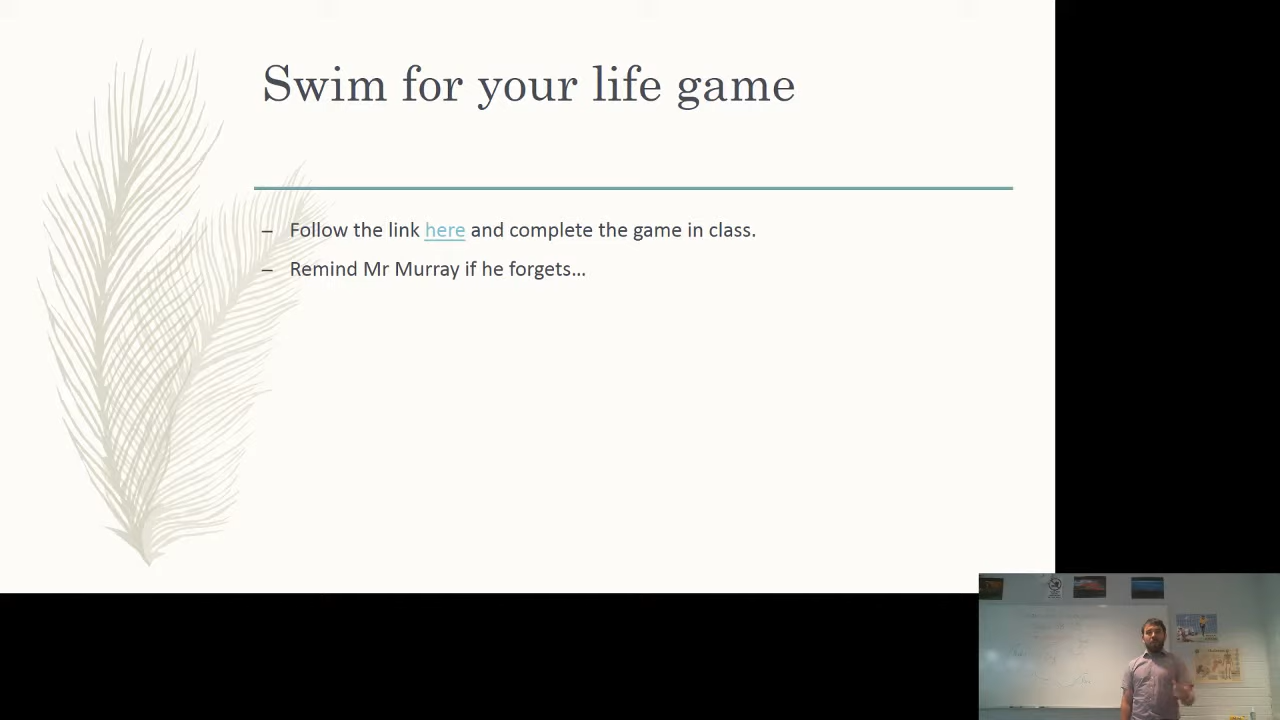 Swim for your life game
– Follow the link here and complete the game in class.
– Remind Mr Murray if he forgets…